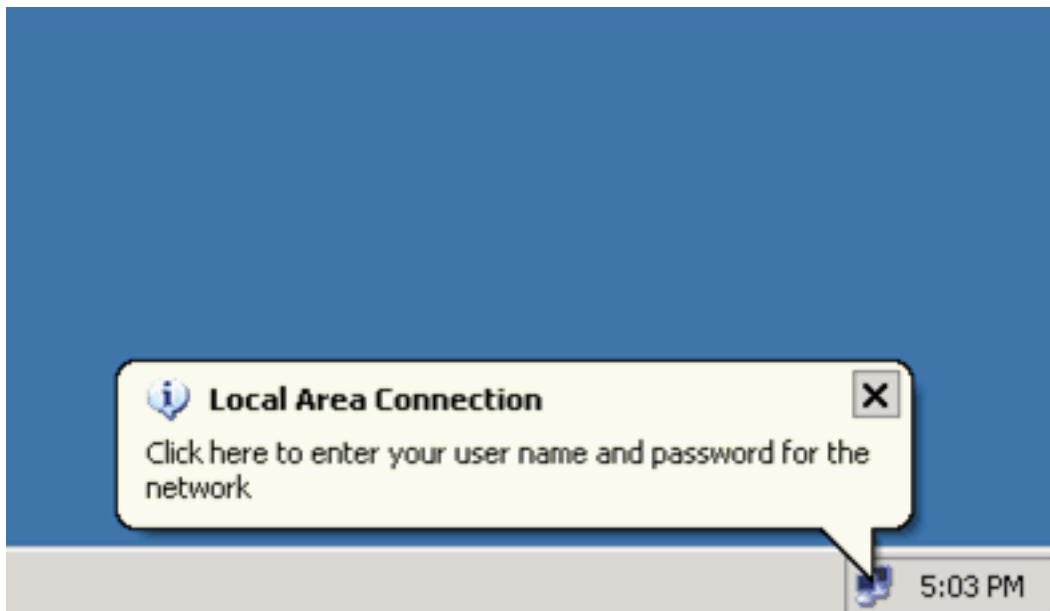 Local Area Connection
Click here to enter your user name and password for the
network
5:03 PM